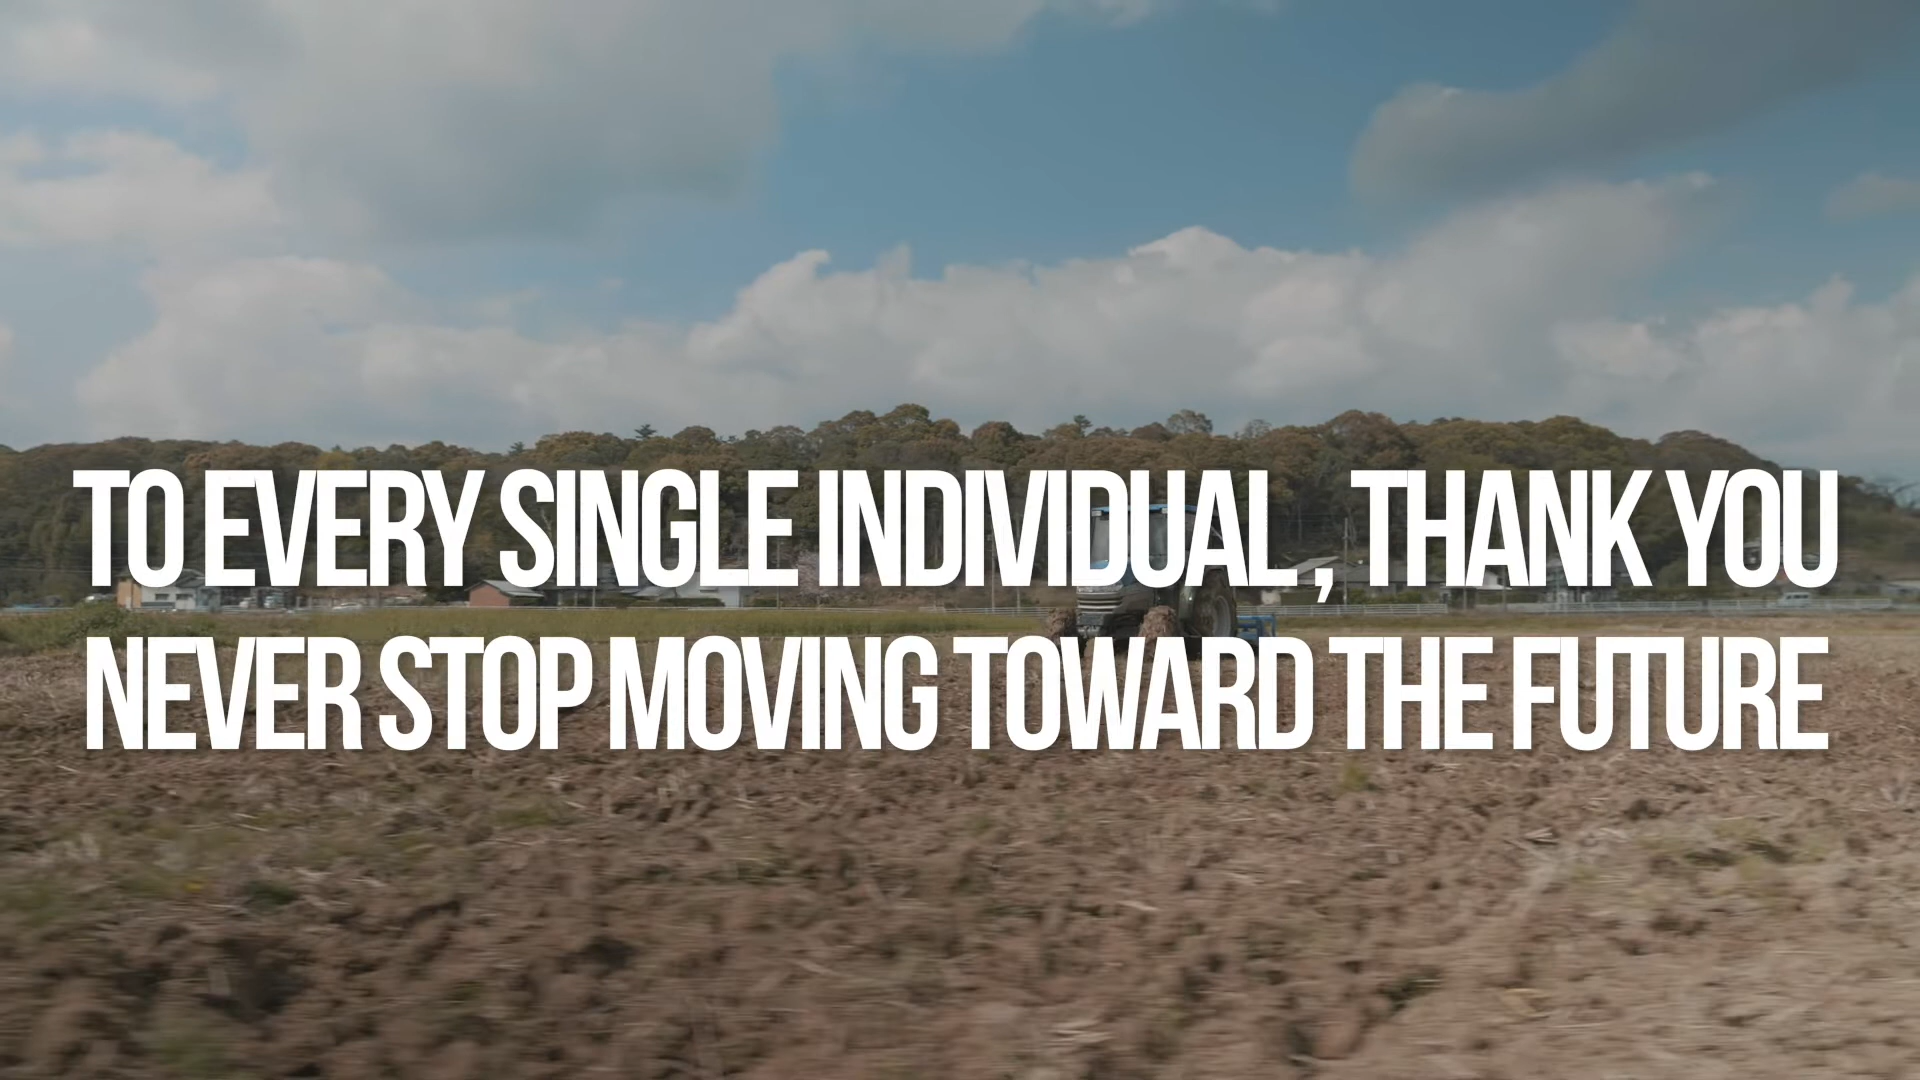 TO EVERY SINGLE INDIVIDUAL , THANK YOU
NEVER STOP MOVING TOWARD THE FUTURE